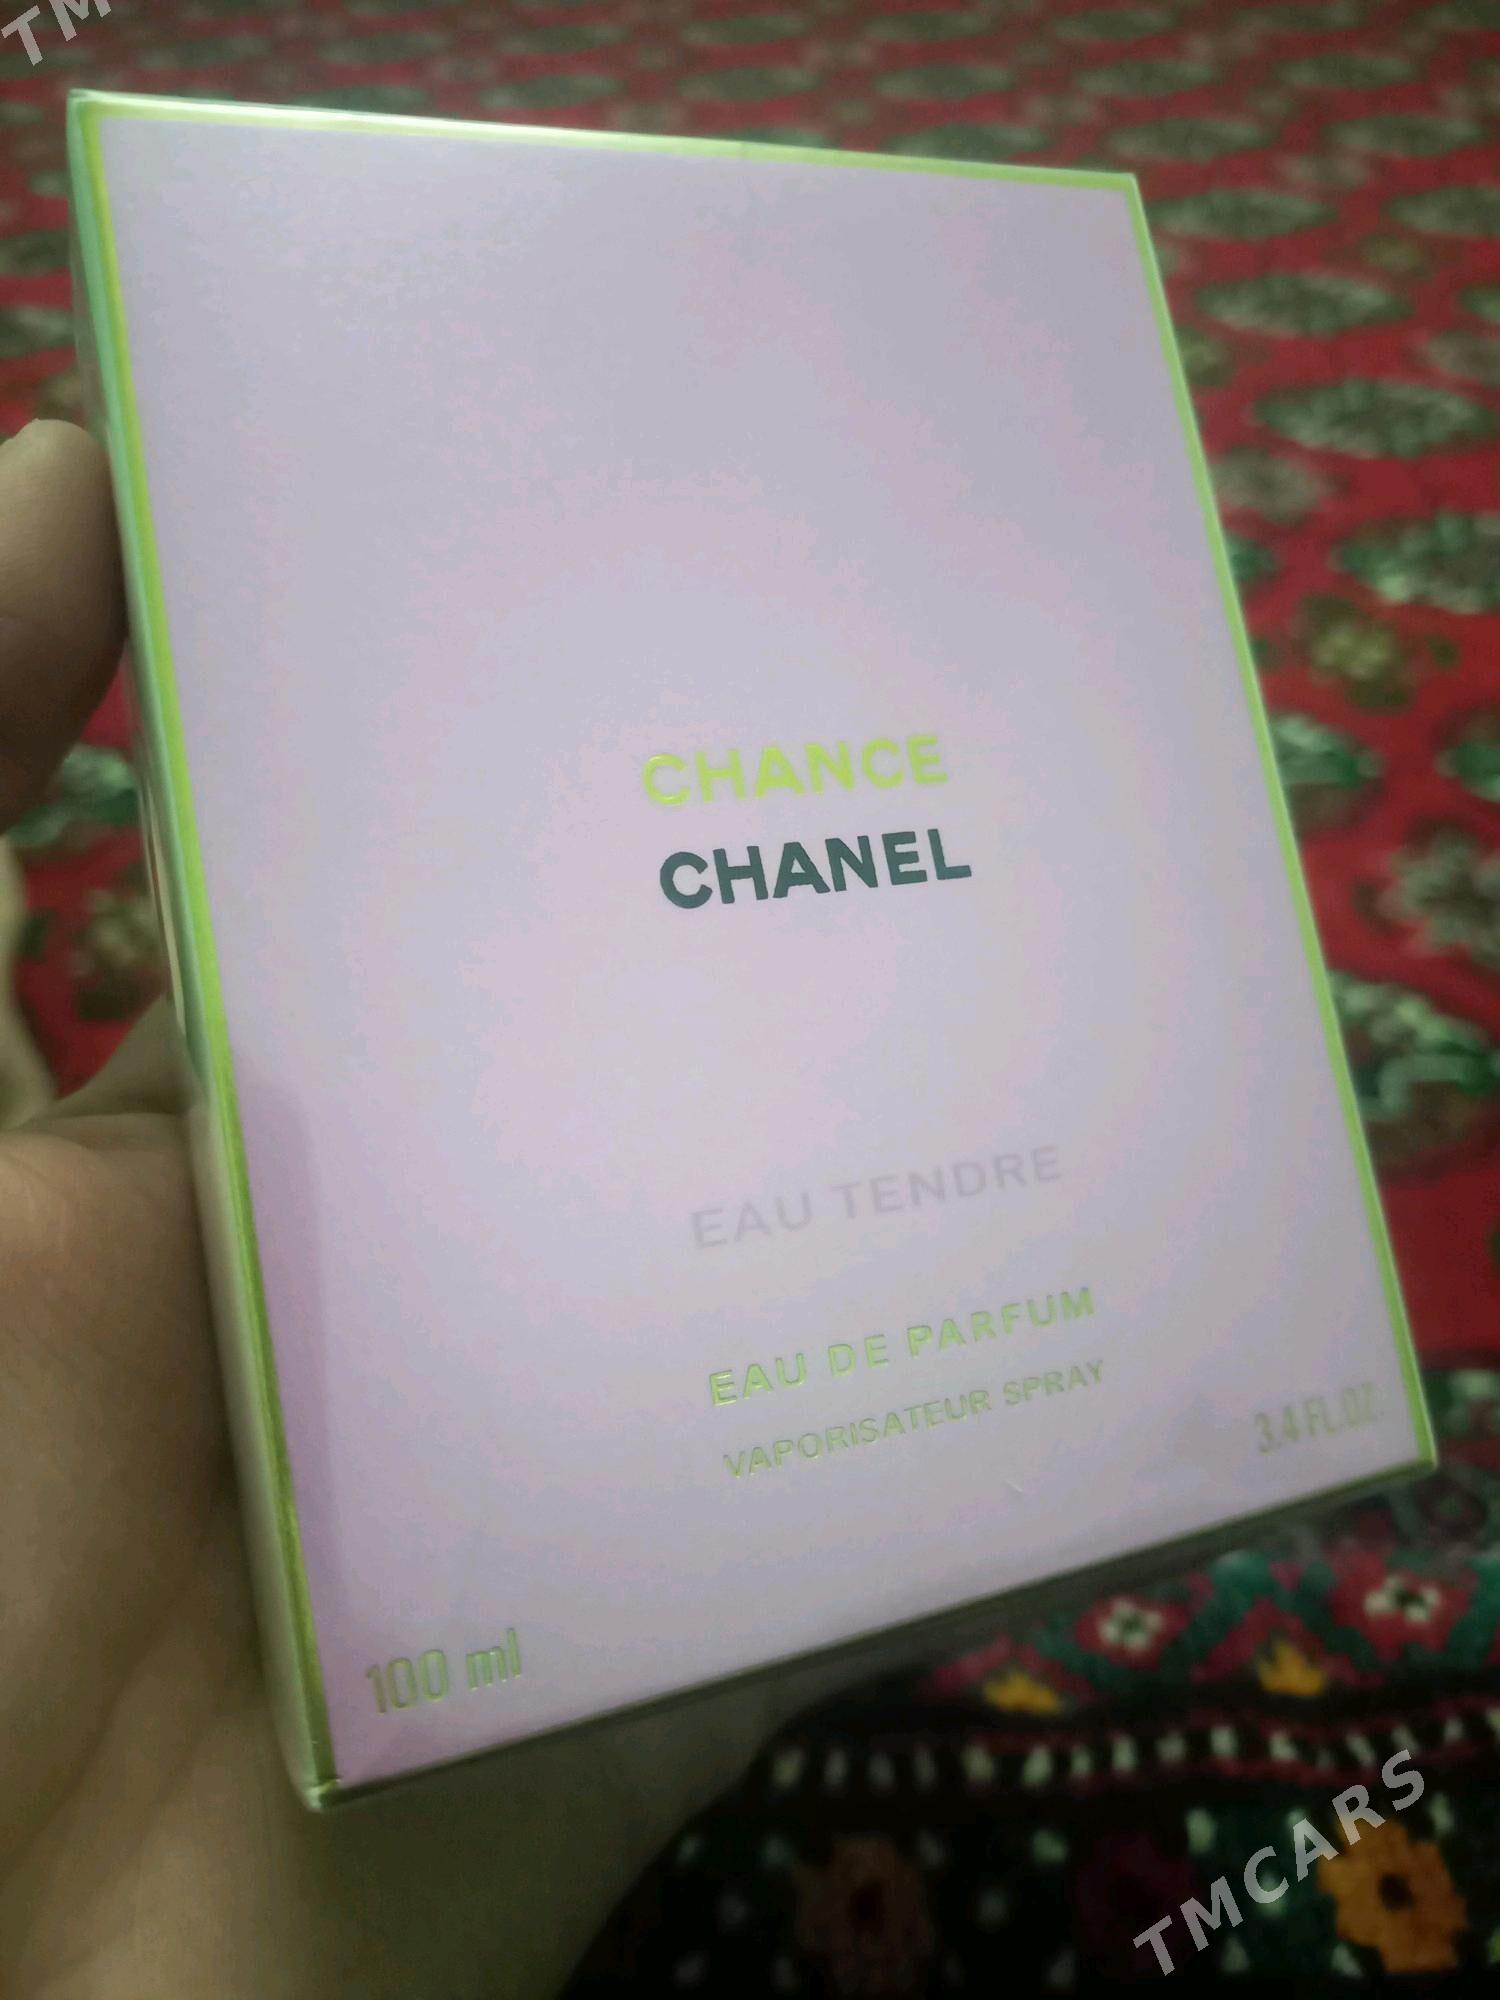 TM
CHANCE
CHANEL
EAU TENDRE
EAU DE PARFUM
VAPORISATEUR SPRAY
3.4 FL.OZ.
100 ml
TMCARS